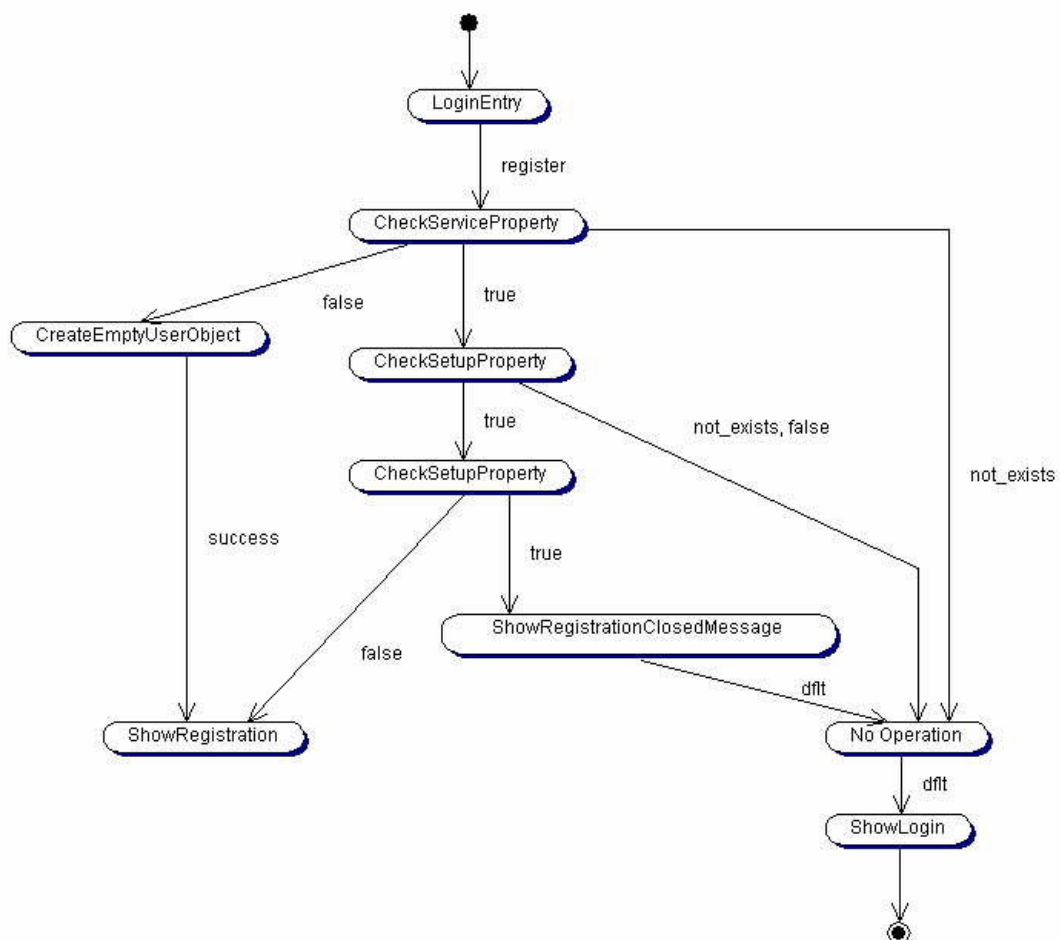 LoginEntry
register
CheckServiceProperty
false
true
CreateEmptyUserObject
CheckSetupProperty
true
not_exists, false
CheckSetupProperty
not_exists
success
true
ShowRegistrationClosedMessage
false
dflt
ShowRegistration
No Operation
dflt
ShowLogin